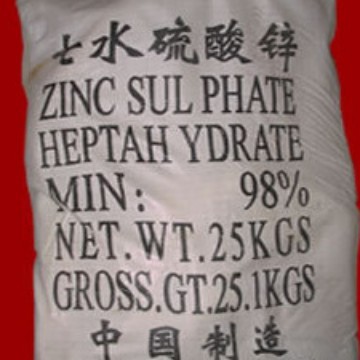 七水硫酸锌
ZINC SUL PHATE
HEPTAH YDRATE
MIN: 98%
NET.WT.25KGS
GROSS.GT.25.1KGS
中国制造